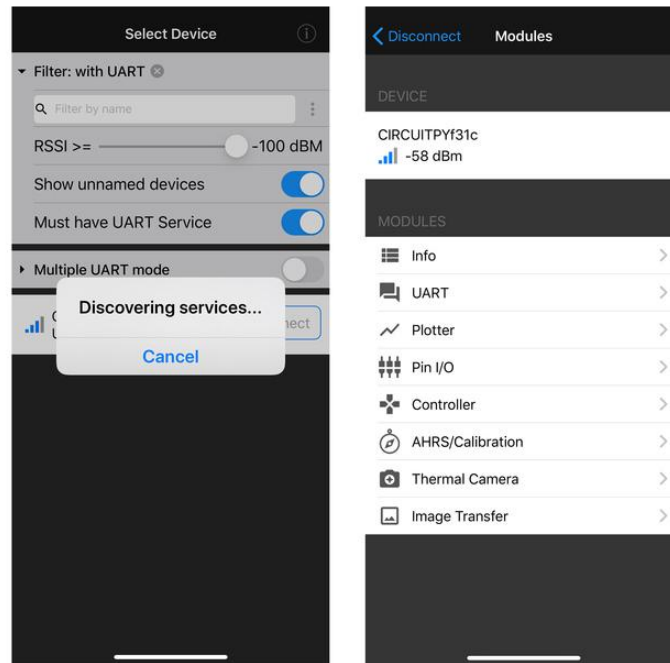 Select Device
Filter: with UART
Filter by name
RSSI >= -100 dBM
Show unnamed devices
Must have UART Service
Multiple UART mode
Discovering services...
Cancel
Disconnect Modules
DEVICE
CIRCUITPYf31c
-58 dBm
MODULES
Info
UART
Plotter
Pin I/O
Controller
AHRS/Calibration
Thermal Camera
Image Transfer